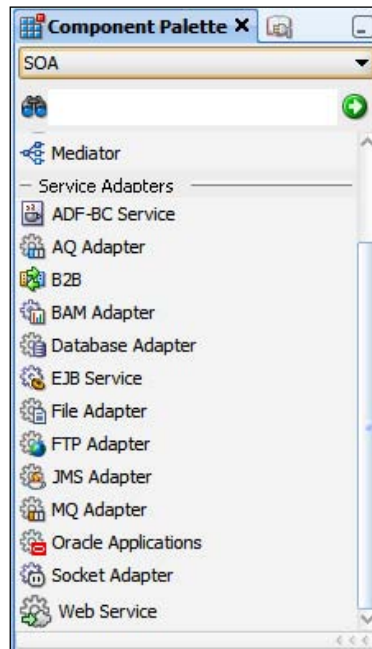 Component Palette
SOA
Mediator
Service Adapters
ADF-BC Service
AQ Adapter
B2B
BAM Adapter
Database Adapter
EJB Service
File Adapter
FTP Adapter
JMS Adapter
MQ Adapter
Oracle Applications
Socket Adapter
Web Service